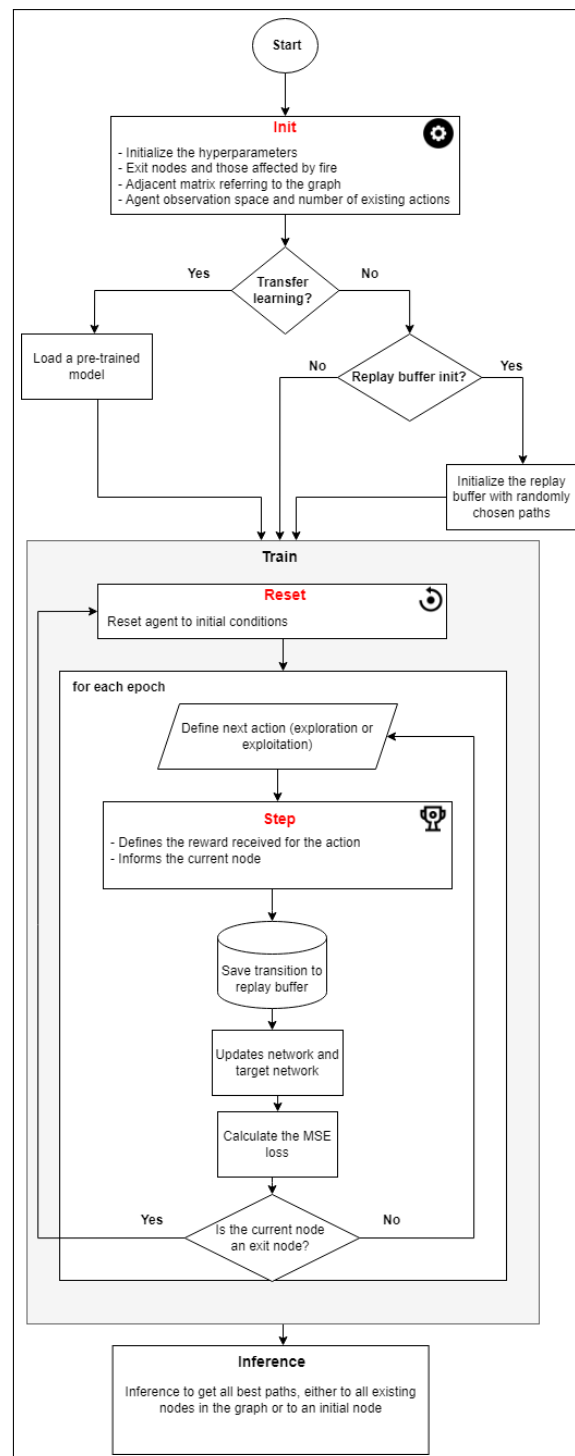 Start
Init
- Initialize the hyperparameters
- Exit nodes and those affected by fire
- Adjacent matrix referring to the graph
- Agent observation space and number of existing actions
Yes
Transfer
learning?
No
Load a pre-trained
model
No
Replay buffer init?
Yes
Initialize the replay
buffer with randomly
chosen paths
Train
Reset
Reset agent to initial conditions
for each epoch
Define next action (exploration or
exploitation)
Step
- Defines the reward received for the action
- Informs the current node
Save transition to
replay buffer
Updates network and
target network
Calculate the MSE
loss
Yes
Is the current node
an exit node?
No
Inference
Inference to get all best paths, either to all existing
nodes in the graph or to an initial node